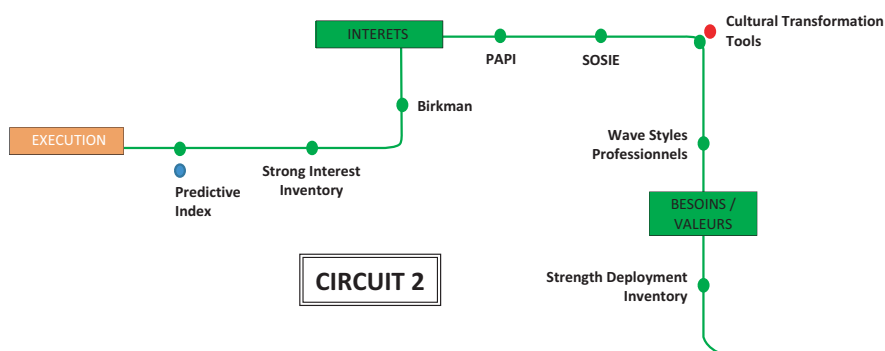 Cultural Transformation
Tools
INTERETS
PAPI
SOSIE
Birkman
EXECUTION
Wave Styles
Professionnels
Strong Interest
Inventory
Predictive
Index
BESOINS /
VALEURS
CIRCUIT 2
Strength Deployment
Inventory